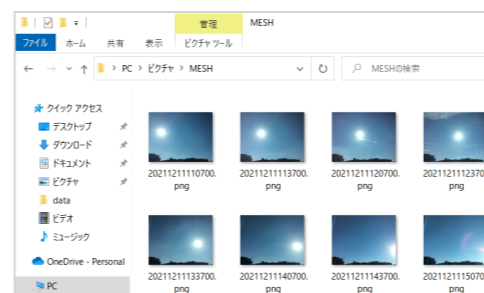 管理
MESH
ファイル
ホーム
共有
表示
ピクチャ ツール
PC › ピクチャ › MESH
MESHの検索
クイック アクセス
デスクトップ
ダウンロード
ドキュメント
ピクチャ
data
ビデオ
ミュージック
OneDrive - Personal
PC
20211211110700.
png
20211211113700.
png
20211211120700.
png
2021121112370
png
20211211133700.
png
20211211140700.
png
20211211143700.
png
2021121115070
png